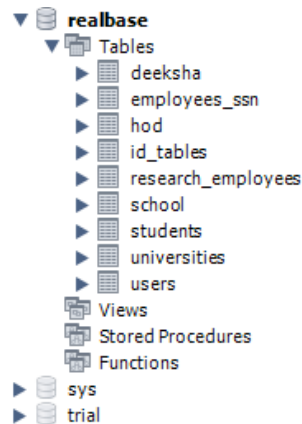 realbase
Tables
deeksha
employees_ssn
hod
id_tables
research_employees
school
students
universities
users
Views
Stored Procedures
Functions
sys
trial